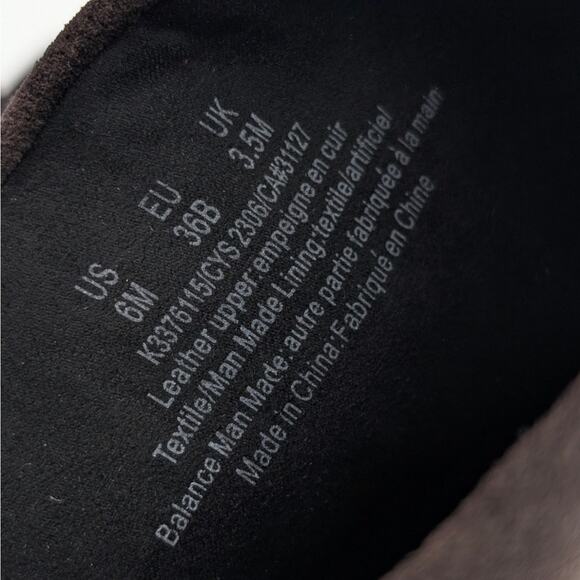 US EU UK
6M 36B 3.5M
K3376115/CYS 2306/CA#31127
Leather upper empeigne en cuir
Textile/Man Made Lining:textile/artificiel/
Balance Man Made: autre partie fabriquée à la main
Made in China:Fabriqué en Chine